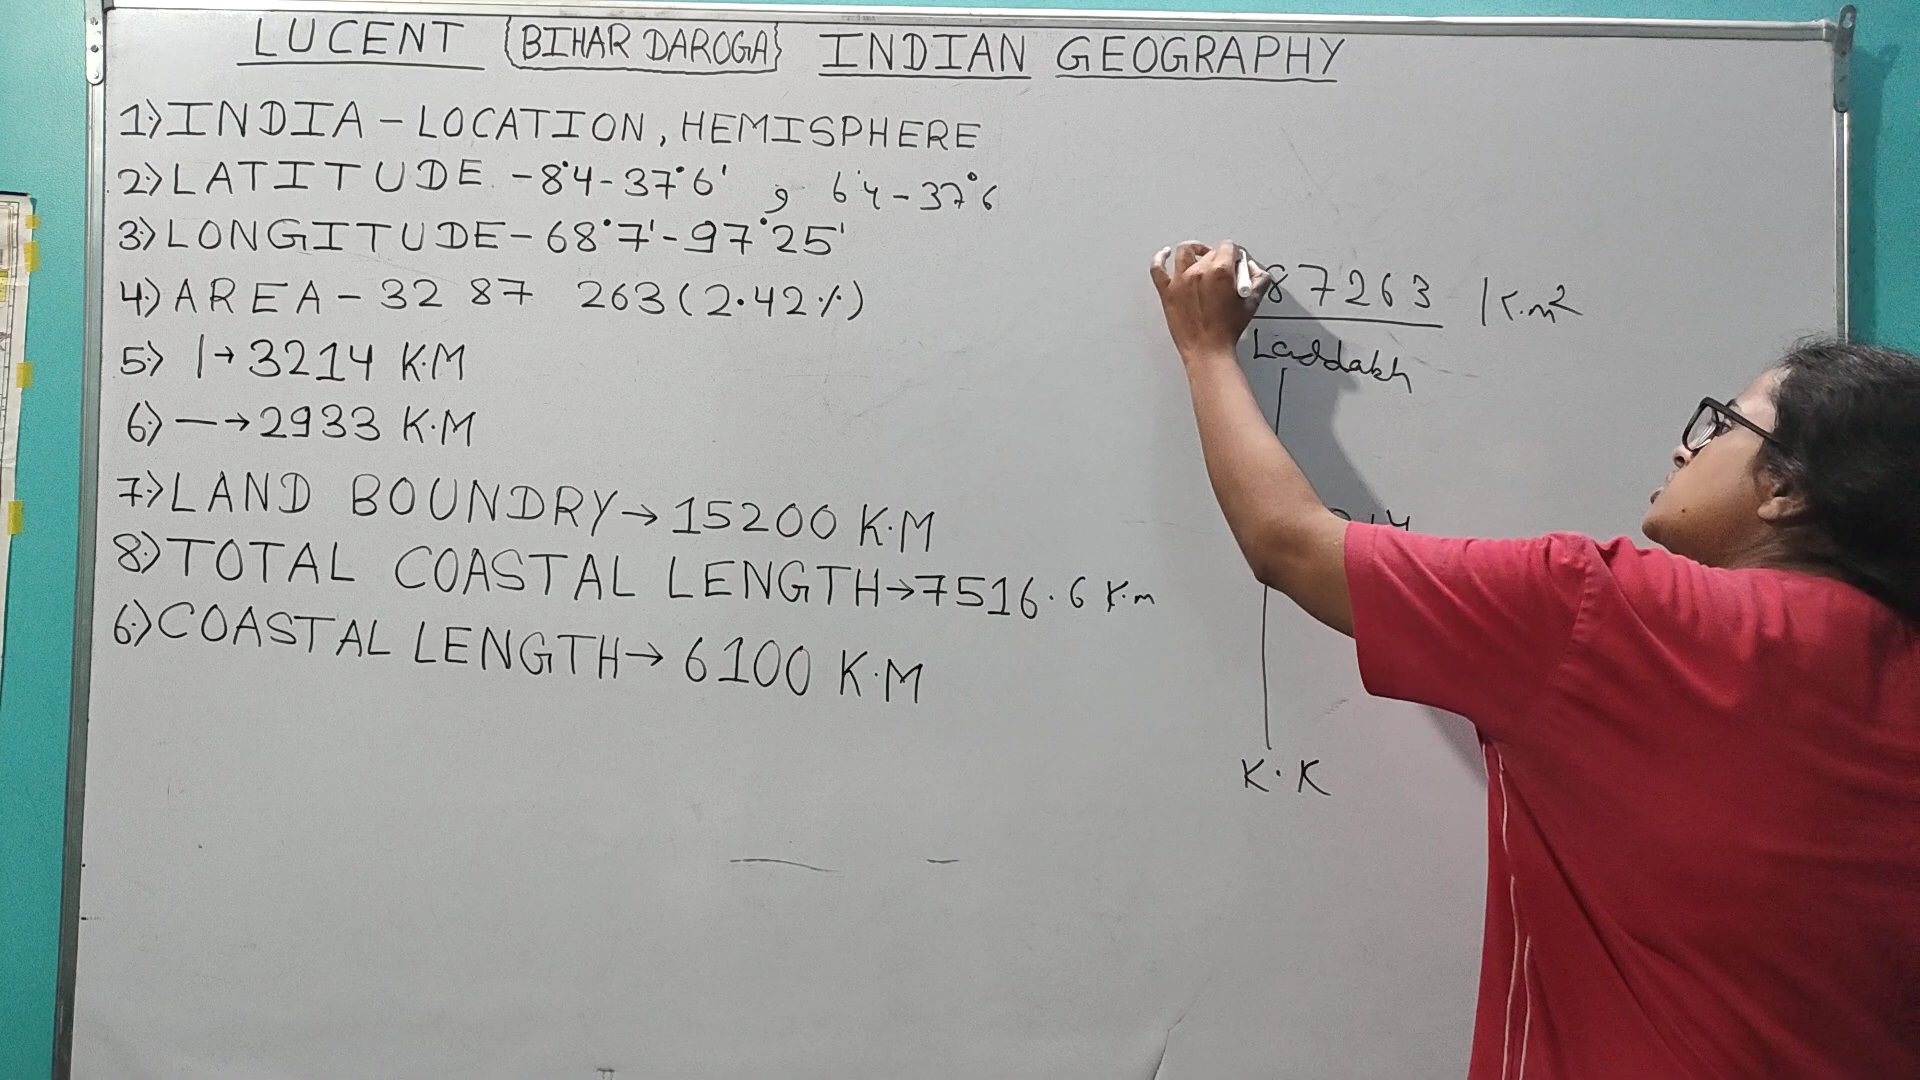 LUCENT {BIHAR DAROGA} INDIAN GEOGRAPHY
1) INDIA - LOCATION, HEMISPHERE
2) LATITUDE - 8°4 - 37°6' , 6°4 - 37°6
3) LONGITUDE - 68°7' - 97°25'
4) AREA - 32 87 263 (2.42%)
5) |→ 3214 K.M
6) —→ 2933 K.M
7) LAND BOUNDRY → 15200 K.M
8) TOTAL COASTAL LENGTH → 7516.6 K.m
6) COASTAL LENGTH → 6100 K.M
87263 K.m²
Laddakh
K.K